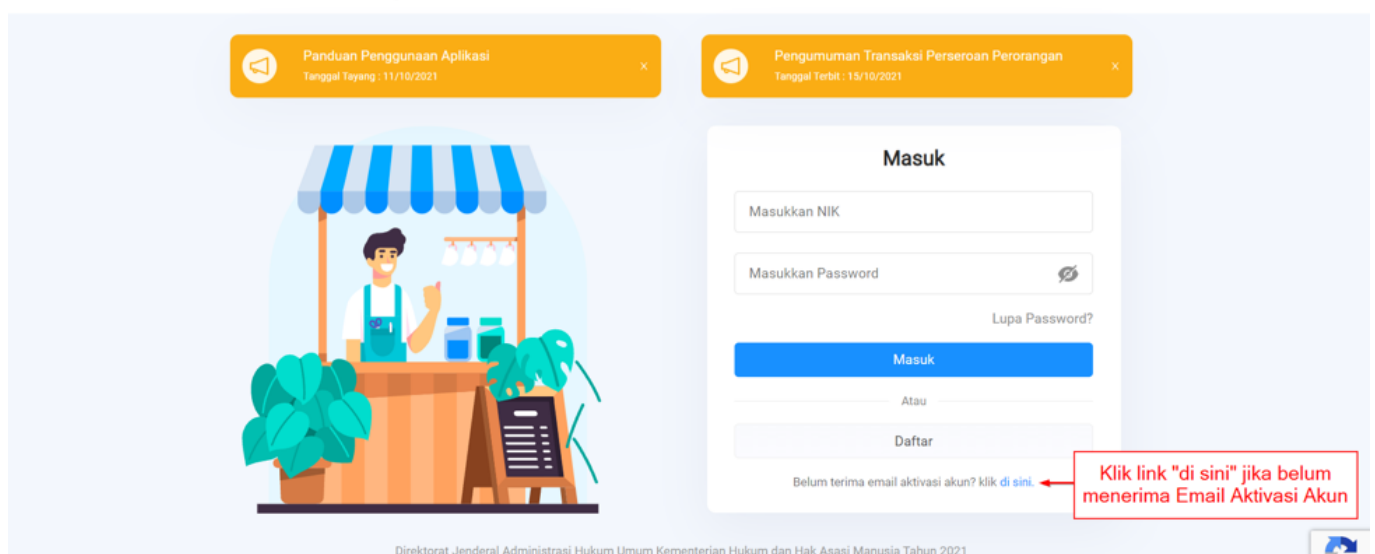 Panduan Penggunaan Aplikasi
Tanggal Tayang : 11/10/2021
x
Pengumuman Transaksi Perseroan Perorangan
Tanggal Terbit : 15/10/2021
x
Masuk
Masukkan NIK
Masukkan Password
Lupa Password?
Masuk
Atau
Daftar
Belum terima email aktivasi akun? klik di sini.
Klik link "di sini" jika belum
menerima Email Aktivasi Akun
Direktorat Jenderal Administrasi Hukum Umum Kementerian Hukum dan Hak Asasi Manusia Tahun 2021